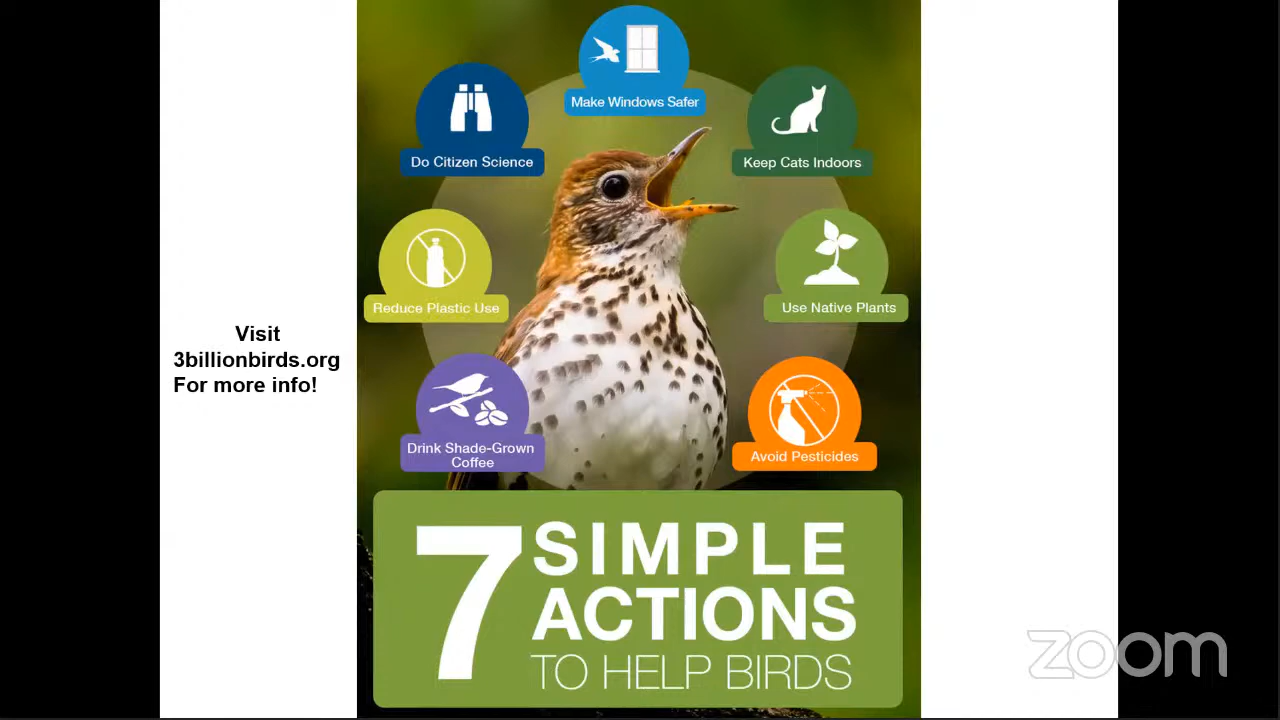 Make Windows Safer
Do Citizen Science
Keep Cats Indoors
Reduce Plastic Use
Use Native Plants
Visit
3billionbirds.org
For more info!
Drink Shade-Grown
Coffee
Avoid Pesticides
7 SIMPLE
ACTIONS
TO HELP BIRDS
zoom